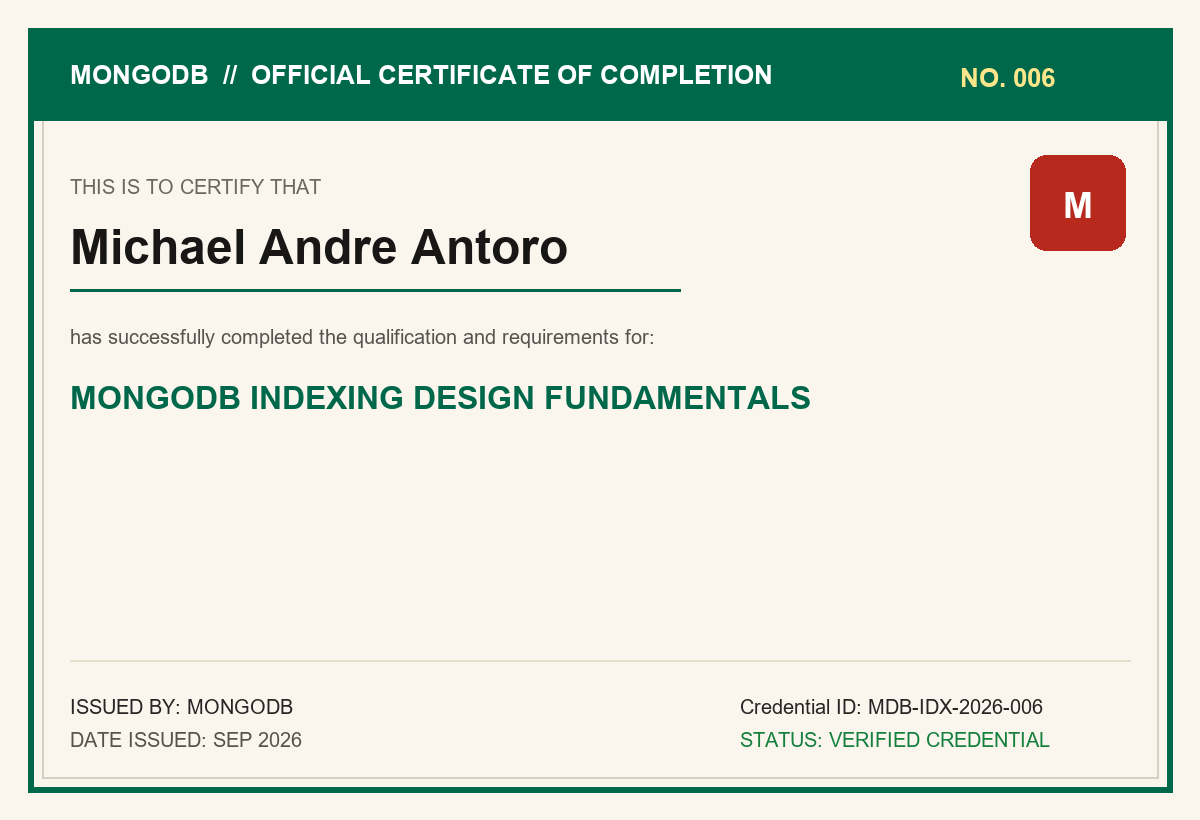 MONGODB // OFFICIAL CERTIFICATE OF COMPLETION
NO. 006
M
THIS IS TO CERTIFY THAT
Michael Andre Antoro
has successfully completed the qualification and requirements for:
MONGODB INDEXING DESIGN FUNDAMENTALS
ISSUED BY: MONGODB
Credential ID: MDB-IDX-2026-006
DATE ISSUED: SEP 2026
STATUS: VERIFIED CREDENTIAL